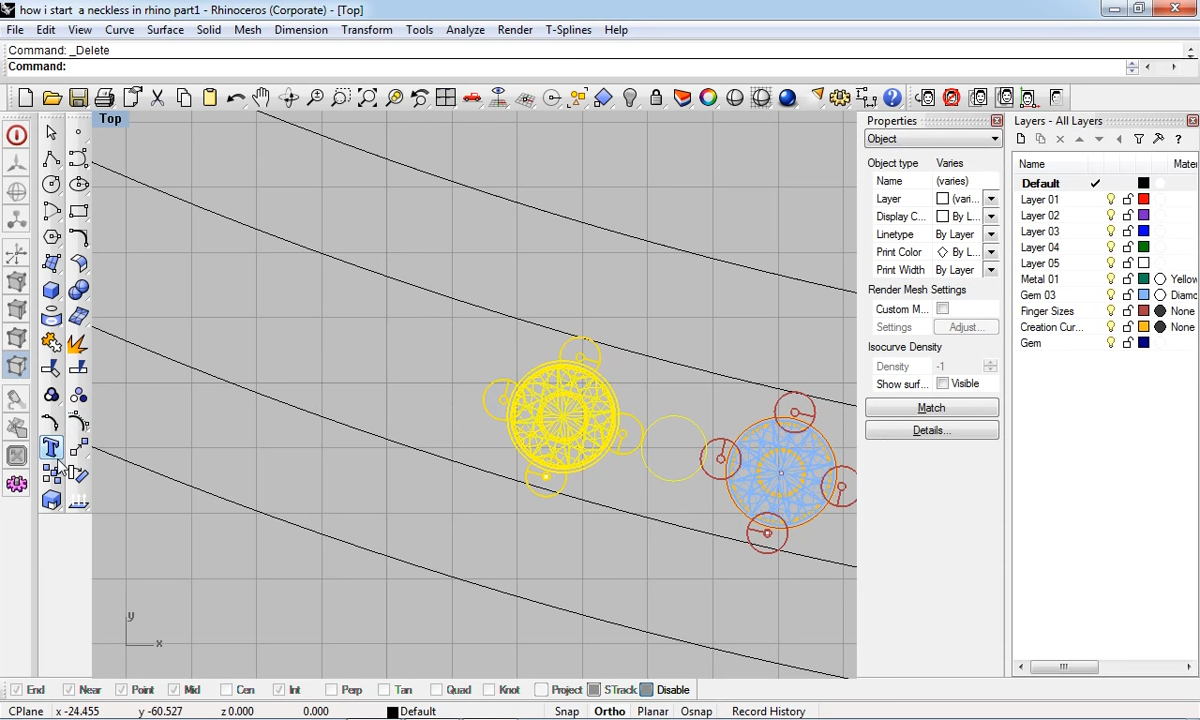 how i start a neckless in rhino part1 - Rhinoceros (Corporate) - [Top]
File Edit View Curve Surface Solid Mesh Dimension Transform Tools Analyze Render T-Splines Help
Command: _Delete
Command:
Top
Properties
Object
Object type Varies
Name (varies)
Layer (vari...
Display C... By L...
Linetype By Layer
Print Color By L...
Print Width By Layer
Render Mesh Settings
Custom M...
Settings Adjust...
Isocurve Density
Density -1
Show surf... Visible
Match
Details...
Layers - All Layers
Name Mater
Default
Layer 01
Layer 02
Layer 03
Layer 04
Layer 05
Metal 01 Yellow
Gem 03 Diamo
Finger Sizes None
Creation Cur... None
Gem
y
x
End Near Point Mid Cen Int Perp Tan Quad Knot Project STrack Disable
CPlane x -24.455 y -60.527 z 0.000 0.000 Default Snap Ortho Planar Osnap Record History